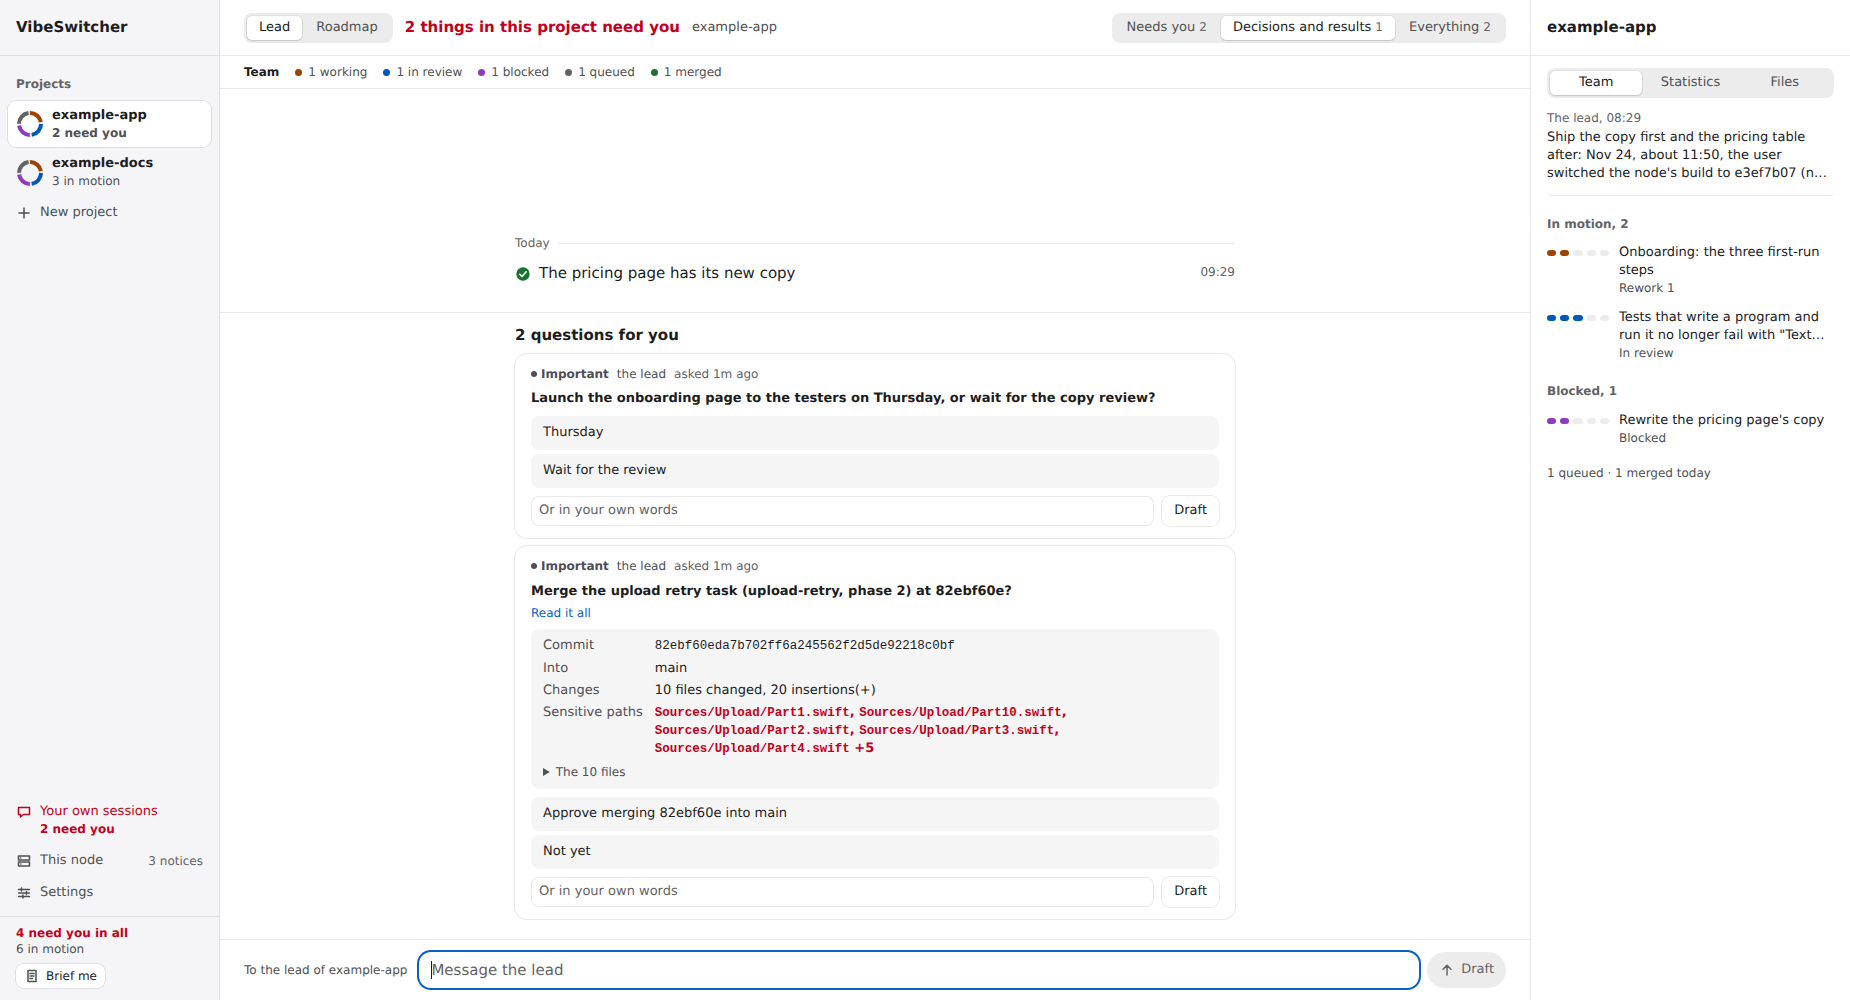 VibeSwitcher
Projects
example-app
2 need you
example-docs
3 in motion
New project
Your own sessions
2 need you
This node 3 notices
Settings
4 need you in all
6 in motion
Brief me
Lead Roadmap 2 things in this project need you example-app Needs you 2 Decisions and results 1 Everything 2
Team 1 working 1 in review 1 blocked 1 queued 1 merged
Today
The pricing page has its new copy 09:29
2 questions for you
Important the lead asked 1m ago
Launch the onboarding page to the testers on Thursday, or wait for the copy review?
Thursday
Wait for the review
Or in your own words Draft
Important the lead asked 1m ago
Merge the upload retry task (upload-retry, phase 2) at 82ebf60e?
Read it all
Commit 82ebf60eda7b702ff6a245562f2d5de92218c0bf
Into main
Changes 10 files changed, 20 insertions(+)
Sensitive paths Sources/Upload/Part1.swift, Sources/Upload/Part10.swift,
Sources/Upload/Part2.swift, Sources/Upload/Part3.swift,
Sources/Upload/Part4.swift +5
The 10 files
Approve merging 82ebf60e into main
Not yet
Or in your own words Draft
To the lead of example-app Message the lead Draft
example-app
Team Statistics Files
The lead, 08:29
Ship the copy first and the pricing table
after: Nov 24, about 11:50, the user
switched the node's build to e3ef7b07 (n...
In motion, 2
Onboarding: the three first-run
steps
Rework 1
Tests that write a program and
run it no longer fail with "Text...
In review
Blocked, 1
Rewrite the pricing page's copy
Blocked
1 queued · 1 merged today